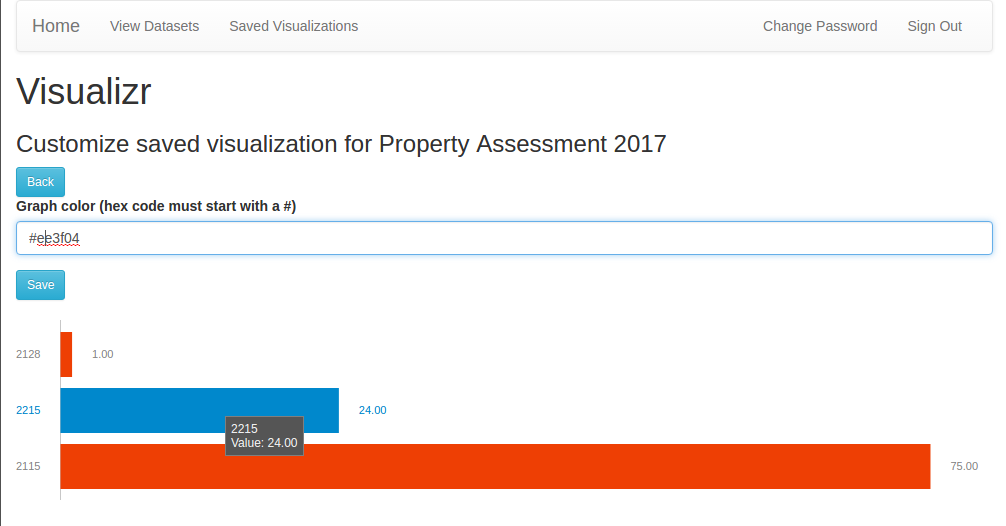 Home View Datasets Saved Visualizations Change Password Sign Out
Visualizr
Customize saved visualization for Property Assessment 2017
Back
Graph color (hex code must start with a #)
#ee3f04
Save
2128 1.00
2215 24.00
2215
Value: 24.00
2115 75.00